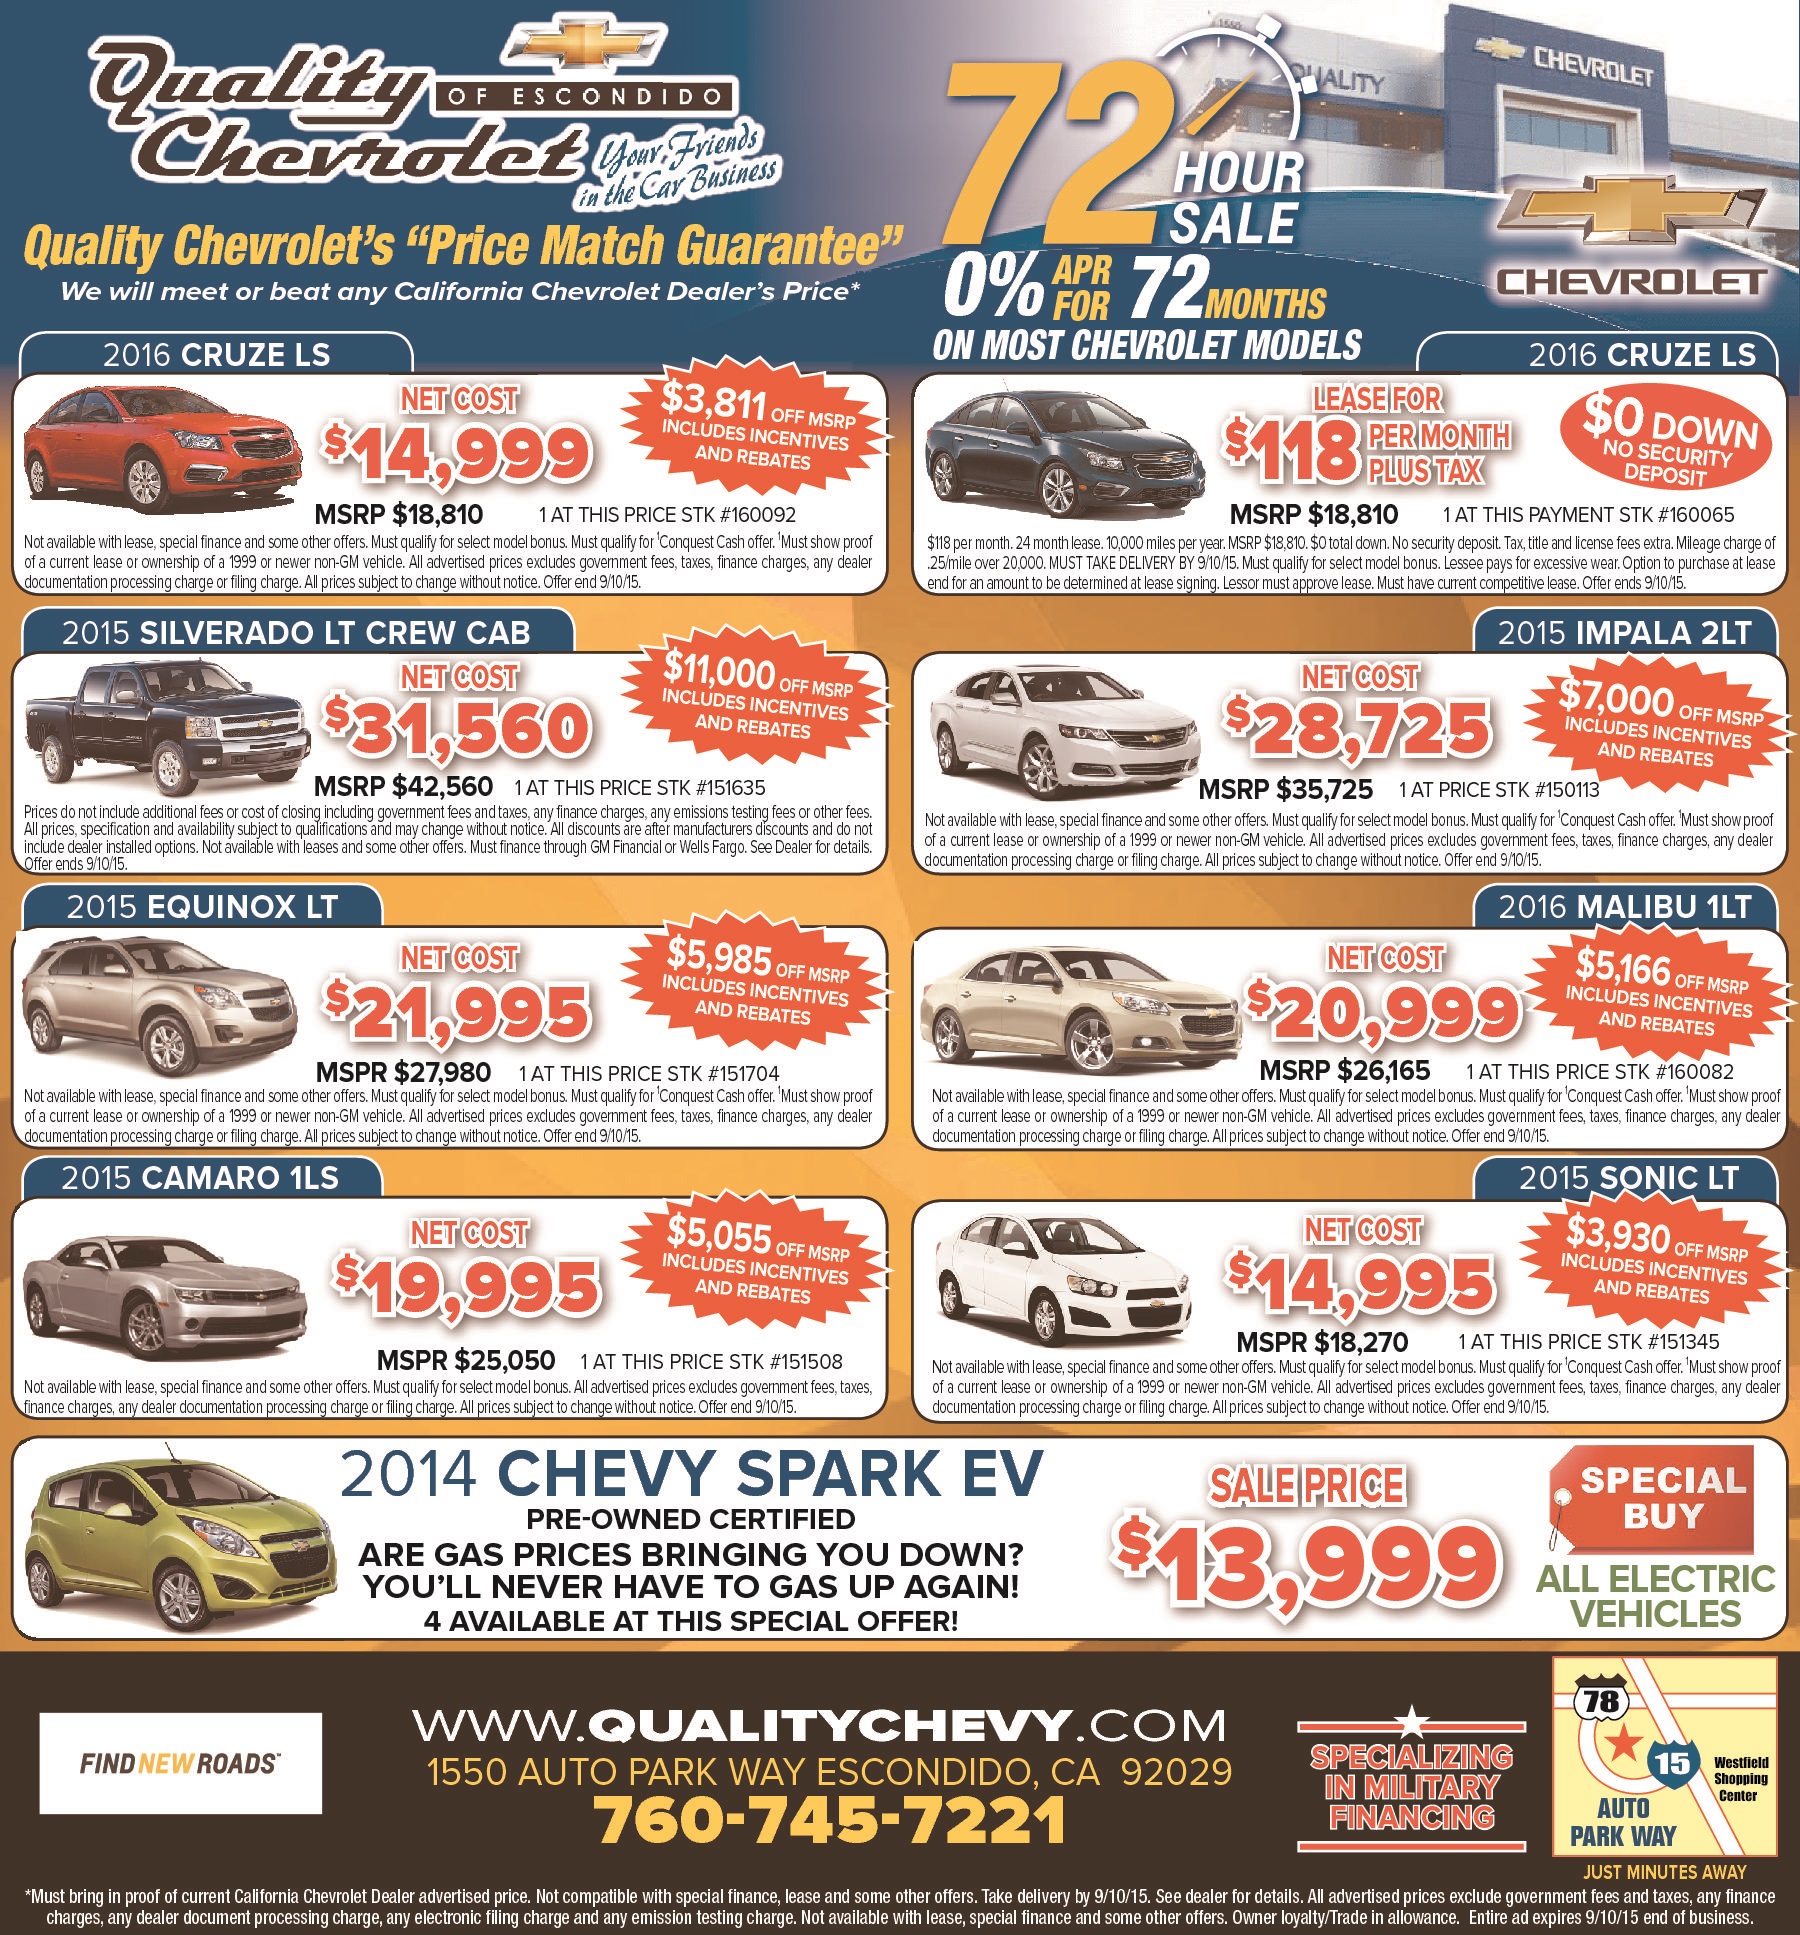 Quality
OF ESCONDIDO
Chevrolet
Your Friends
in the Car Business
Quality Chevrolet's "Price Match Guarantee"
We will meet or beat any California Chevrolet Dealer's Price*
1550
QUALITY
CHEVROLET
72
HOUR
SALE
0% APR FOR 72 MONTHS
ON MOST CHEVROLET MODELS
CHEVROLET
2016 CRUZE LS
NET COST
$14,999
$3,811 OFF MSRP
INCLUDES INCENTIVES
AND REBATES
MSRP $18,810 1 AT THIS PRICE STK #160092
Not available with lease, special finance and some other offers. Must qualify for select model bonus. Must qualify for ¹Conquest Cash offer. ¹Must show proof
of a current lease or ownership of a 1999 or newer non-GM vehicle. All advertised prices excludes government fees, taxes, finance charges, any dealer
documentation processing charge or filing charge. All prices subject to change without notice. Offer end 9/10/15.
2016 CRUZE LS
LEASE FOR
$118 PER MONTH
PLUS TAX
$0 DOWN
NO SECURITY
DEPOSIT
MSRP $18,810 1 AT THIS PAYMENT STK #160065
$118 per month. 24 month lease. 10,000 miles per year. MSRP $18,810. $0 total down. No security deposit. Tax, title and license fees extra. Mileage charge of
.25/mile over 20,000. MUST TAKE DELIVERY BY 9/10/15. Must qualify for select model bonus. Lessee pays for excessive wear. Option to purchase at lease
end for an amount to be determined at lease signing. Lessor must approve lease. Must have current competitive lease. Offer ends 9/10/15.
2015 SILVERADO LT CREW CAB
NET COST
$31,560
$11,000 OFF MSRP
INCLUDES INCENTIVES
AND REBATES
MSRP $42,560 1 AT THIS PRICE STK #151635
Prices do not include additional fees or cost of closing including government fees and taxes, any finance charges, any emissions testing fees or other fees.
All prices, specification and availability subject to qualifications and may change without notice. All discounts are after manufacturers discounts and do not
include dealer installed options. Not available with leases and some other offers. Must finance through GM Financial or Wells Fargo. See Dealer for details.
Offer ends 9/10/15.
2015 IMPALA 2LT
NET COST
$28,725
$7,000 OFF MSRP
INCLUDES INCENTIVES
AND REBATES
MSRP $35,725 1 AT PRICE STK #150113
Not available with lease, special finance and some other offers. Must qualify for select model bonus. Must qualify for ¹Conquest Cash offer. ¹Must show proof
of a current lease or ownership of a 1999 or newer non-GM vehicle. All advertised prices excludes government fees, taxes, finance charges, any dealer
documentation processing charge or filing charge. All prices subject to change without notice. Offer end 9/10/15.
2015 EQUINOX LT
NET COST
$21,995
$5,985 OFF MSRP
INCLUDES INCENTIVES
AND REBATES
MSPR $27,980 1 AT THIS PRICE STK #151704
Not available with lease, special finance and some other offers. Must qualify for select model bonus. Must qualify for ¹Conquest Cash offer. ¹Must show proof
of a current lease or ownership of a 1999 or newer non-GM vehicle. All advertised prices excludes government fees, taxes, finance charges, any dealer
documentation processing charge or filing charge. All prices subject to change without notice. Offer end 9/10/15.
2016 MALIBU 1LT
NET COST
$20,999
$5,166 OFF MSRP
INCLUDES INCENTIVES
AND REBATES
MSRP $26,165 1 AT THIS PRICE STK #160082
Not available with lease, special finance and some other offers. Must qualify for select model bonus. Must qualify for ¹Conquest Cash offer. ¹Must show proof
of a current lease or ownership of a 1999 or newer non-GM vehicle. All advertised prices excludes government fees, taxes, finance charges, any dealer
documentation processing charge or filing charge. All prices subject to change without notice. Offer end 9/10/15.
2015 CAMARO 1LS
NET COST
$19,995
$5,055 OFF MSRP
INCLUDES INCENTIVES
AND REBATES
MSPR $25,050 1 AT THIS PRICE STK #151508
Not available with lease, special finance and some other offers. Must qualify for select model bonus. All advertised prices excludes government fees, taxes,
finance charges, any dealer documentation processing charge or filing charge. All prices subject to change without notice. Offer end 9/10/15.
2015 SONIC LT
NET COST
$14,995
$3,930 OFF MSRP
INCLUDES INCENTIVES
AND REBATES
MSPR $18,270 1 AT THIS PRICE STK #151345
Not available with lease, special finance and some other offers. Must qualify for select model bonus. Must qualify for ¹Conquest Cash offer. ¹Must show proof
of a current lease or ownership of a 1999 or newer non-GM vehicle. All advertised prices excludes government fees, taxes, finance charges, any dealer
documentation processing charge or filing charge. All prices subject to change without notice. Offer end 9/10/15.
2014 CHEVY SPARK EV
PRE-OWNED CERTIFIED
ARE GAS PRICES BRINGING YOU DOWN?
YOU'LL NEVER HAVE TO GAS UP AGAIN!
4 AVAILABLE AT THIS SPECIAL OFFER!
SALE PRICE
$13,999
SPECIAL
BUY
ALL ELECTRIC
VEHICLES
FIND NEW ROADS™
WWW.QUALITYCHEVY.COM
1550 AUTO PARK WAY ESCONDIDO, CA 92029
760-745-7221
SPECIALIZING
IN MILITARY
FINANCING
78
15
Westfield
Shopping
Center
AUTO
PARK WAY
JUST MINUTES AWAY
*Must bring in proof of current California Chevrolet Dealer advertised price. Not compatible with special finance, lease and some other offers. Take delivery by 9/10/15. See dealer for details. All advertised prices exclude government fees and taxes, any finance
charges, any dealer document processing charge, any electronic filing charge and any emission testing charge. Not available with lease, special finance and some other offers. Owner loyalty/Trade in allowance. Entire ad expires 9/10/15 end of business.